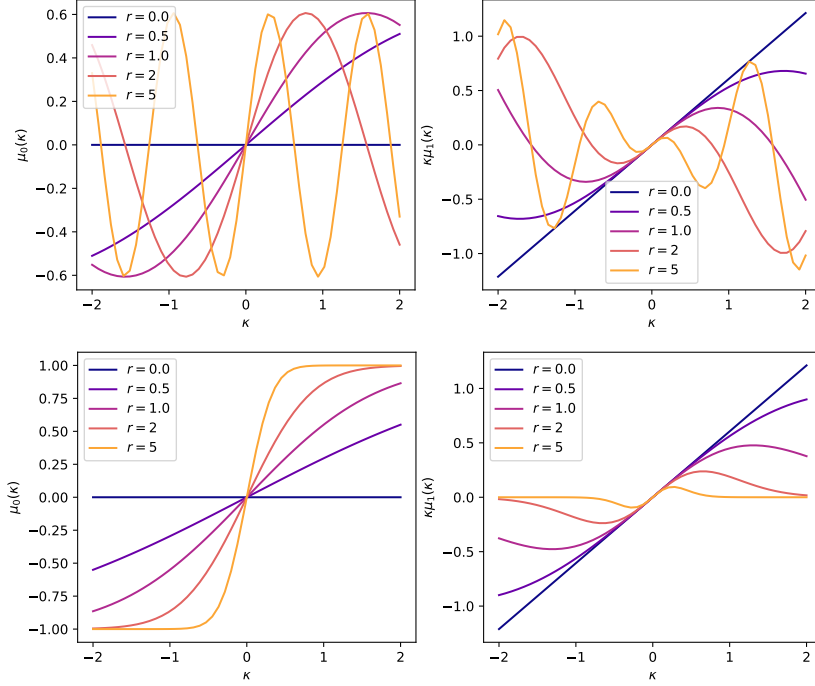 0.6
0.4
0.2
0.0
−0.2
−0.4
−0.6
μ₀(κ)
r = 0.0
r = 0.5
r = 1.0
r = 2
r = 5
−2 −1 0 1 2
κ
1.0
0.5
0.0
−0.5
−1.0
κμ₁(κ)
r = 0.0
r = 0.5
r = 1.0
r = 2
r = 5
−2 −1 0 1 2
κ
1.00
0.75
0.50
0.25
0.00
−0.25
−0.50
−0.75
−1.00
μ₀(κ)
r = 0.0
r = 0.5
r = 1.0
r = 2
r = 5
−2 −1 0 1 2
κ
1.0
0.5
0.0
−0.5
−1.0
κμ₁(κ)
r = 0.0
r = 0.5
r = 1.0
r = 2
r = 5
−2 −1 0 1 2
κ